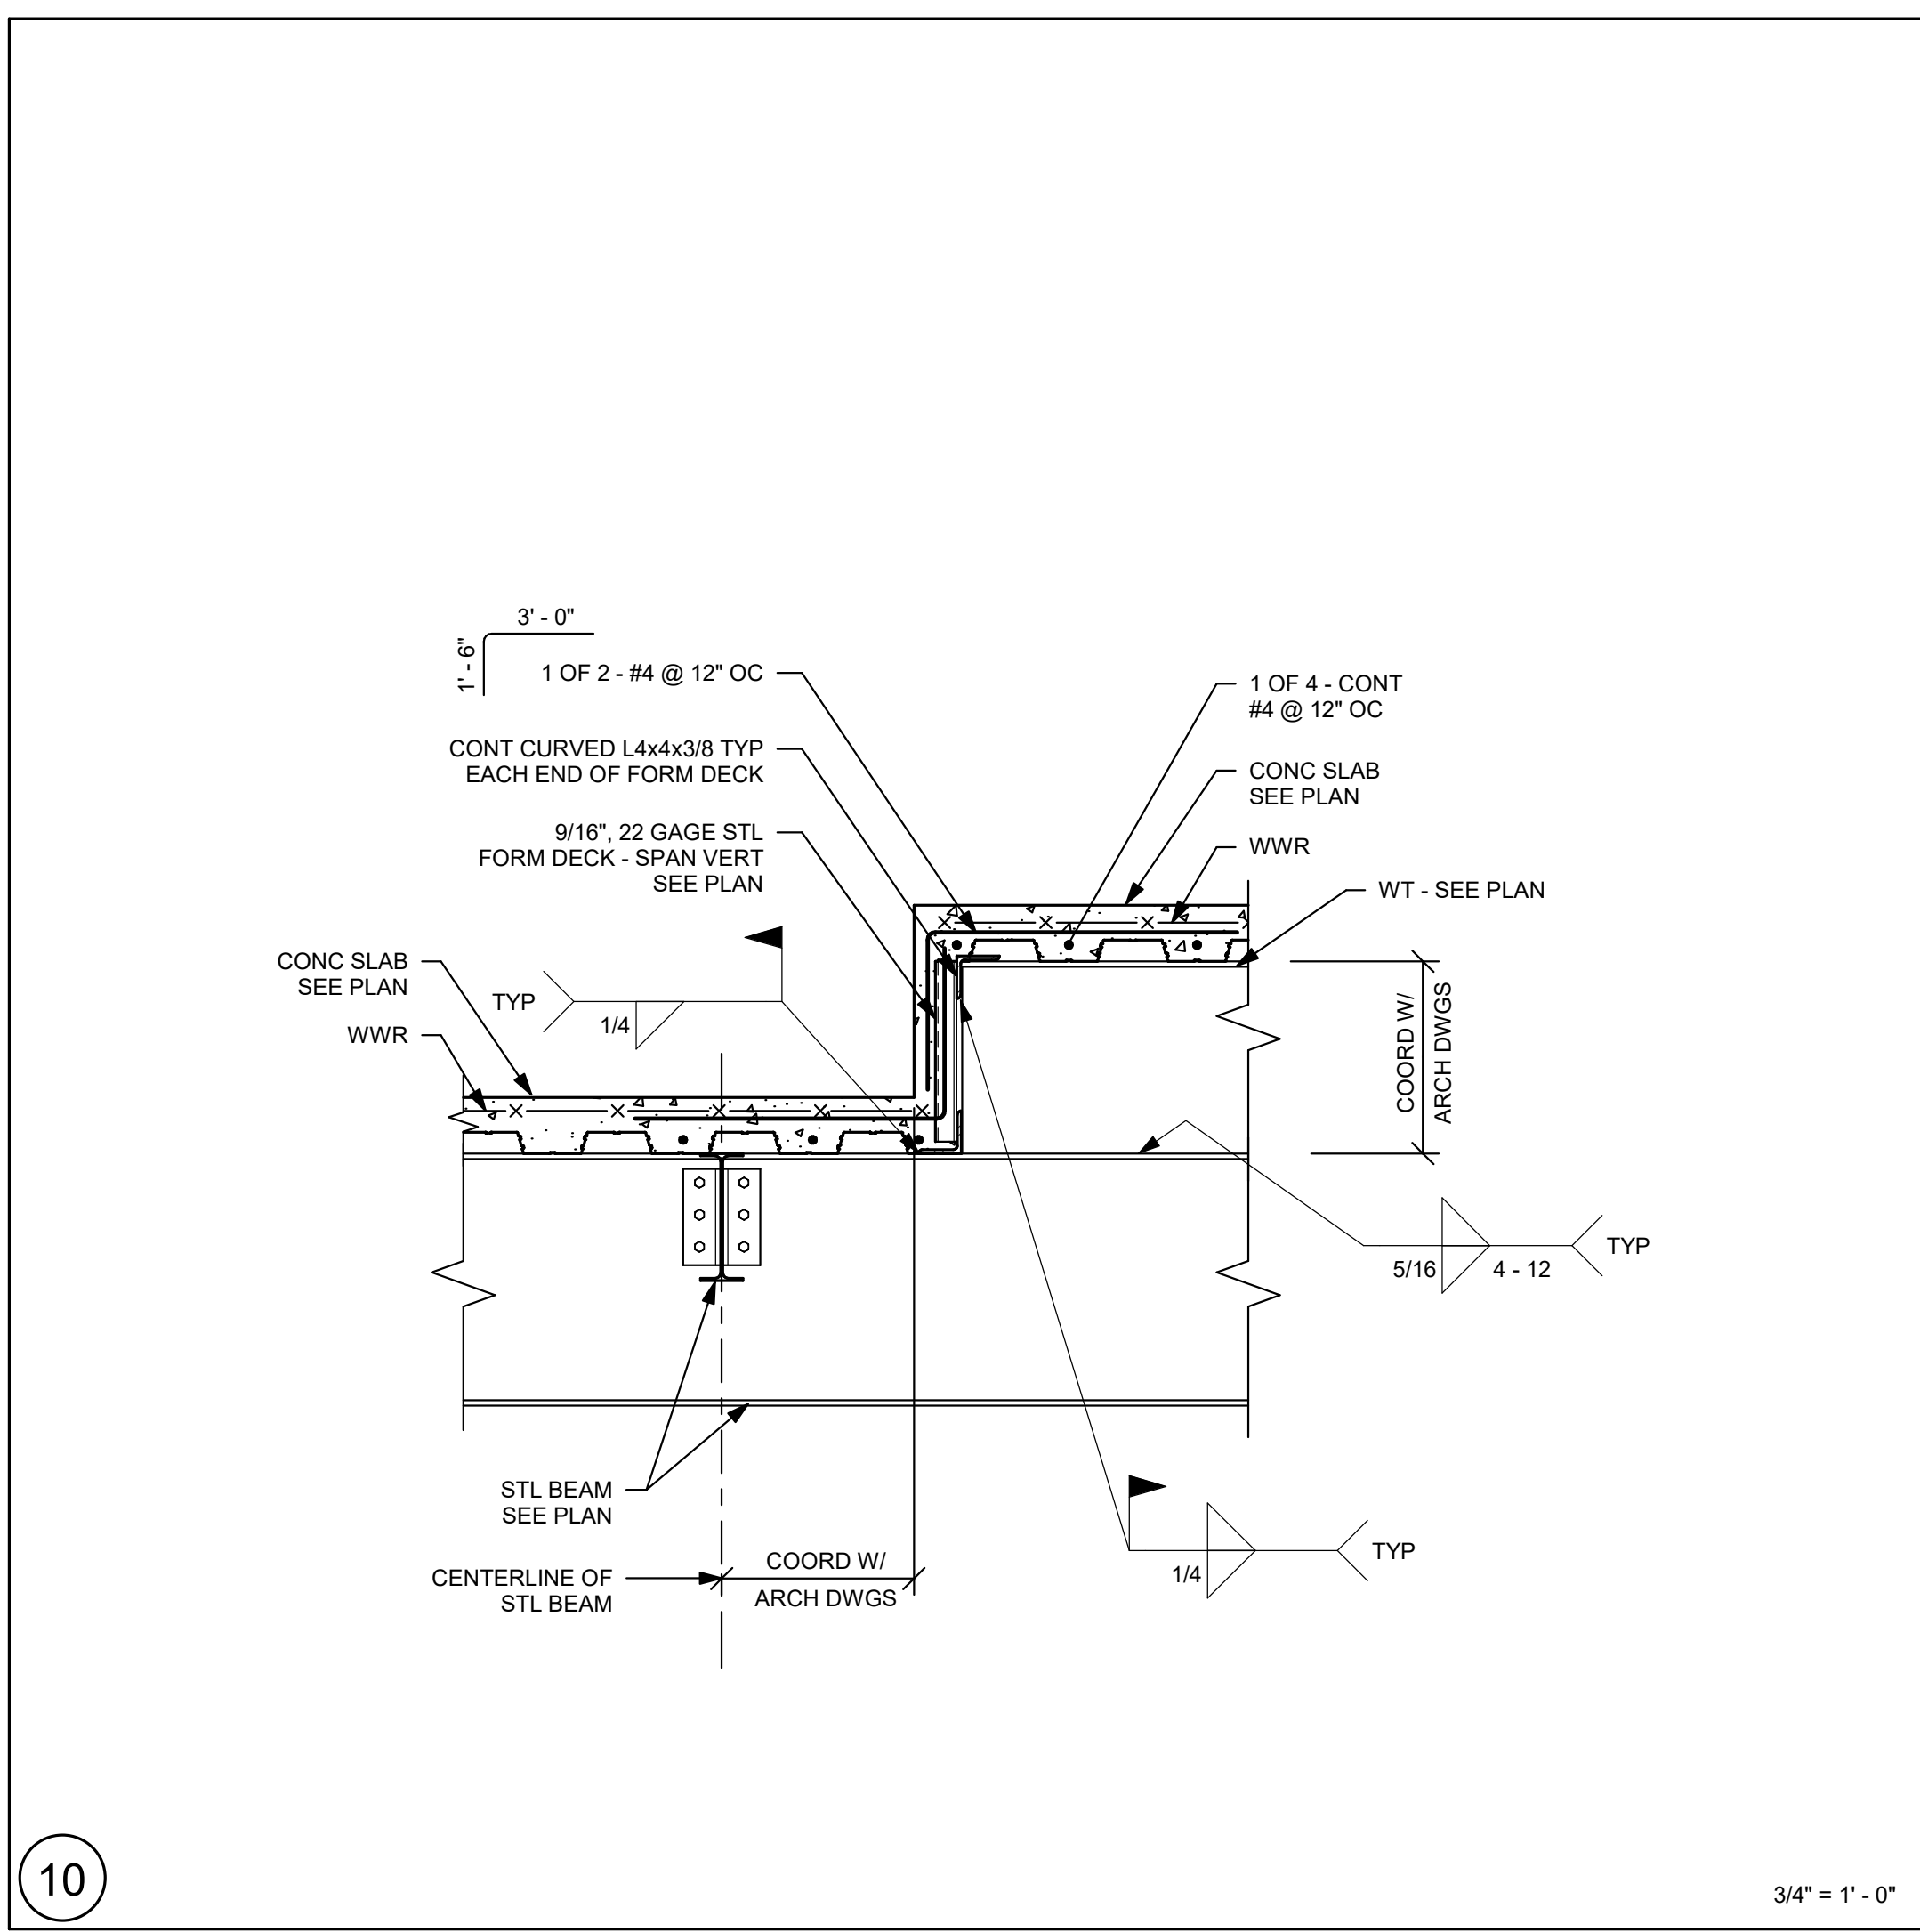 3' - 0"
1' - 6"
1 OF 2 - #4 @ 12" OC
CONT CURVED L4x4x3/8 TYP
EACH END OF FORM DECK
9/16", 22 GAGE STL
FORM DECK - SPAN VERT
SEE PLAN
1 OF 4 - CONT
#4 @ 12" OC
CONC SLAB
SEE PLAN
WWR
WT - SEE PLAN
CONC SLAB
SEE PLAN
WWR
TYP
1/4
COORD W/
ARCH DWGS
5/16
4 - 12
TYP
STL BEAM
SEE PLAN
CENTERLINE OF
STL BEAM
COORD W/
ARCH DWGS
1/4
TYP
10
3/4" = 1' - 0"